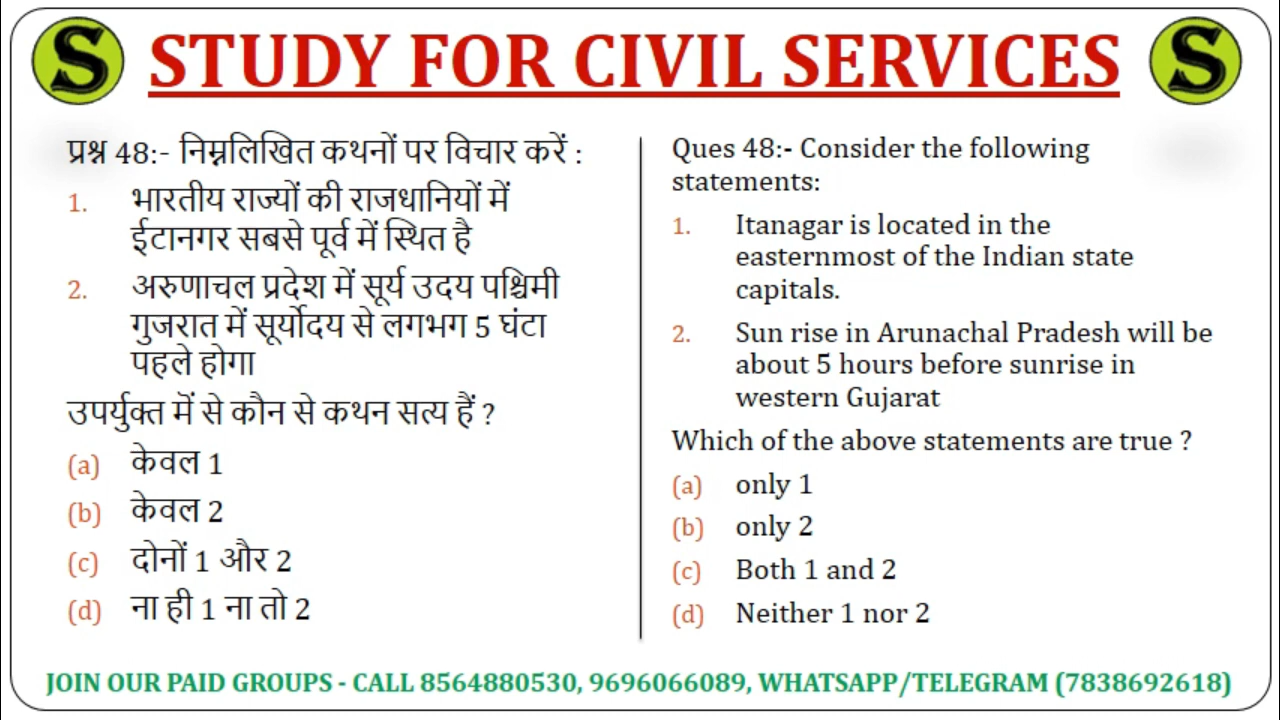 S STUDY FOR CIVIL SERVICES S
प्रश्न 48:- निम्नलिखित कथनों पर विचार करें :
1. भारतीय राज्यों की राजधानियों में
ईटानगर सबसे पूर्व में स्थित है
2. अरुणाचल प्रदेश में सूर्य उदय पश्चिमी
गुजरात में सूर्योदय से लगभग 5 घंटा
पहले होगा
उपर्युक्त में से कौन से कथन सत्य हैं ?
(a) केवल 1
(b) केवल 2
(c) दोनों 1 और 2
(d) ना ही 1 ना तो 2
Ques 48:- Consider the following
statements:
1. Itanagar is located in the
easternmost of the Indian state
capitals.
2. Sun rise in Arunachal Pradesh will be
about 5 hours before sunrise in
western Gujarat
Which of the above statements are true ?
(a) only 1
(b) only 2
(c) Both 1 and 2
(d) Neither 1 nor 2
JOIN OUR PAID GROUPS - CALL 8564880530, 9696066089, WHATSAPP/TELEGRAM (7838692618)